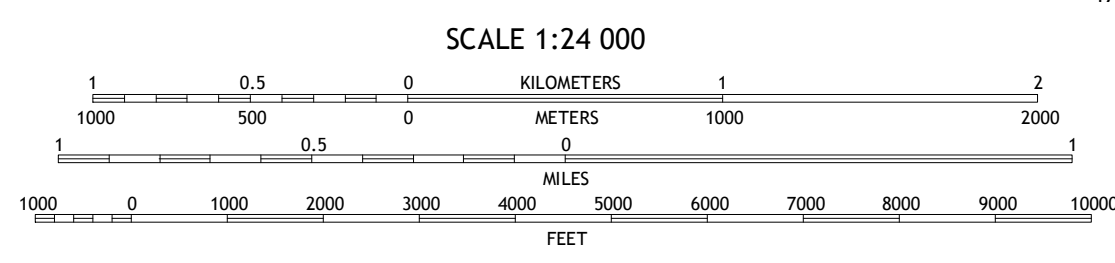 SCALE 1:24 000
1 0.5 0 KILOMETERS 1 2
1000 500 0 METERS 1000 2000
1 0.5 0 1
MILES
1000 0 1000 2000 3000 4000 5000 6000 7000 8000 9000 10000
FEET